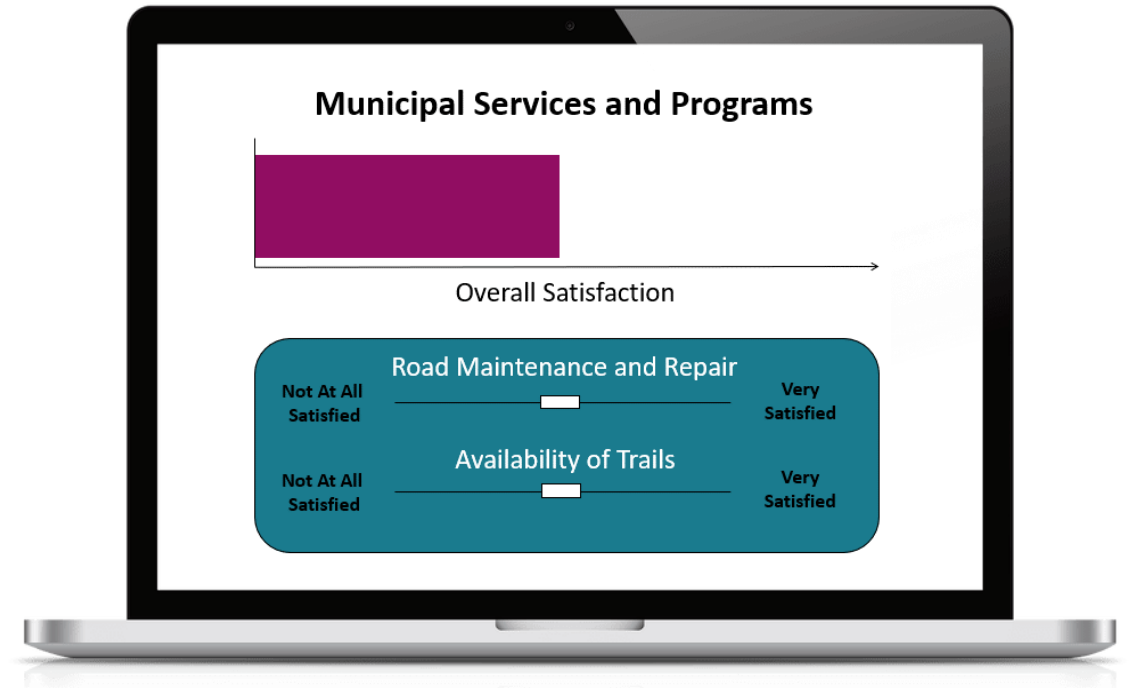 Municipal Services and Programs
Overall Satisfaction
Road Maintenance and Repair
Not At All
Satisfied
Very
Satisfied
Availability of Trails
Not At All
Satisfied
Very
Satisfied